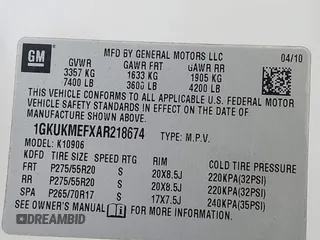 GM
MFD BY GENERAL MOTORS LLC
GVWR GAWR FRT GAWR RR 04/10
3357 KG 1633 KG 1905 KG
7400 LB 3600 LB 4200 LB
THIS VEHICLE CONFORMS TO ALL APPLICABLE U.S. FEDERAL
MOTOR VEHICLE SAFETY STANDARDS IN EFFECT ON THE DATE OF
MANUFACTURE SHOWN ABOVE.
1GKUKMEFXAR218674 TYPE: M.P.V.
MODEL: K10906
KDFD TIRE SIZE SPEED RTG RIM COLD TIRE PRESSURE
FRT P275/55R20 S 20X8.5J 220KPA(32PSI)
RR P275/55R20 S 20X8.5J 220KPA(32PSI)
SPA P265/70R17 S 17X7.5J 240KPA(35PSI)
SEE OWNER'S MANUAL FOR MORE INFORMATION.
DREAMBID